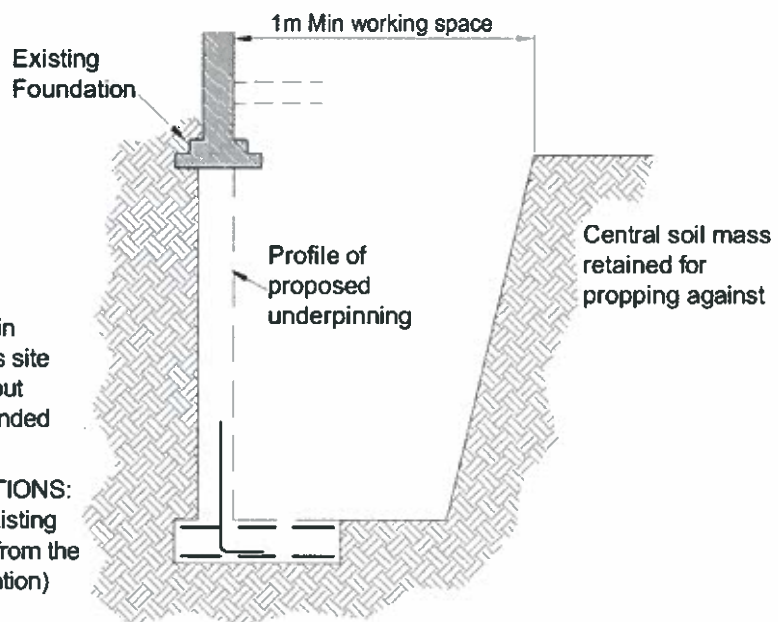 1m Min working space
Existing
Foundation
Central soil mass
retained for
propping against
Profile of
proposed
underpinning
in
s site
out
nded
TIONS:
isting
from the
tion)